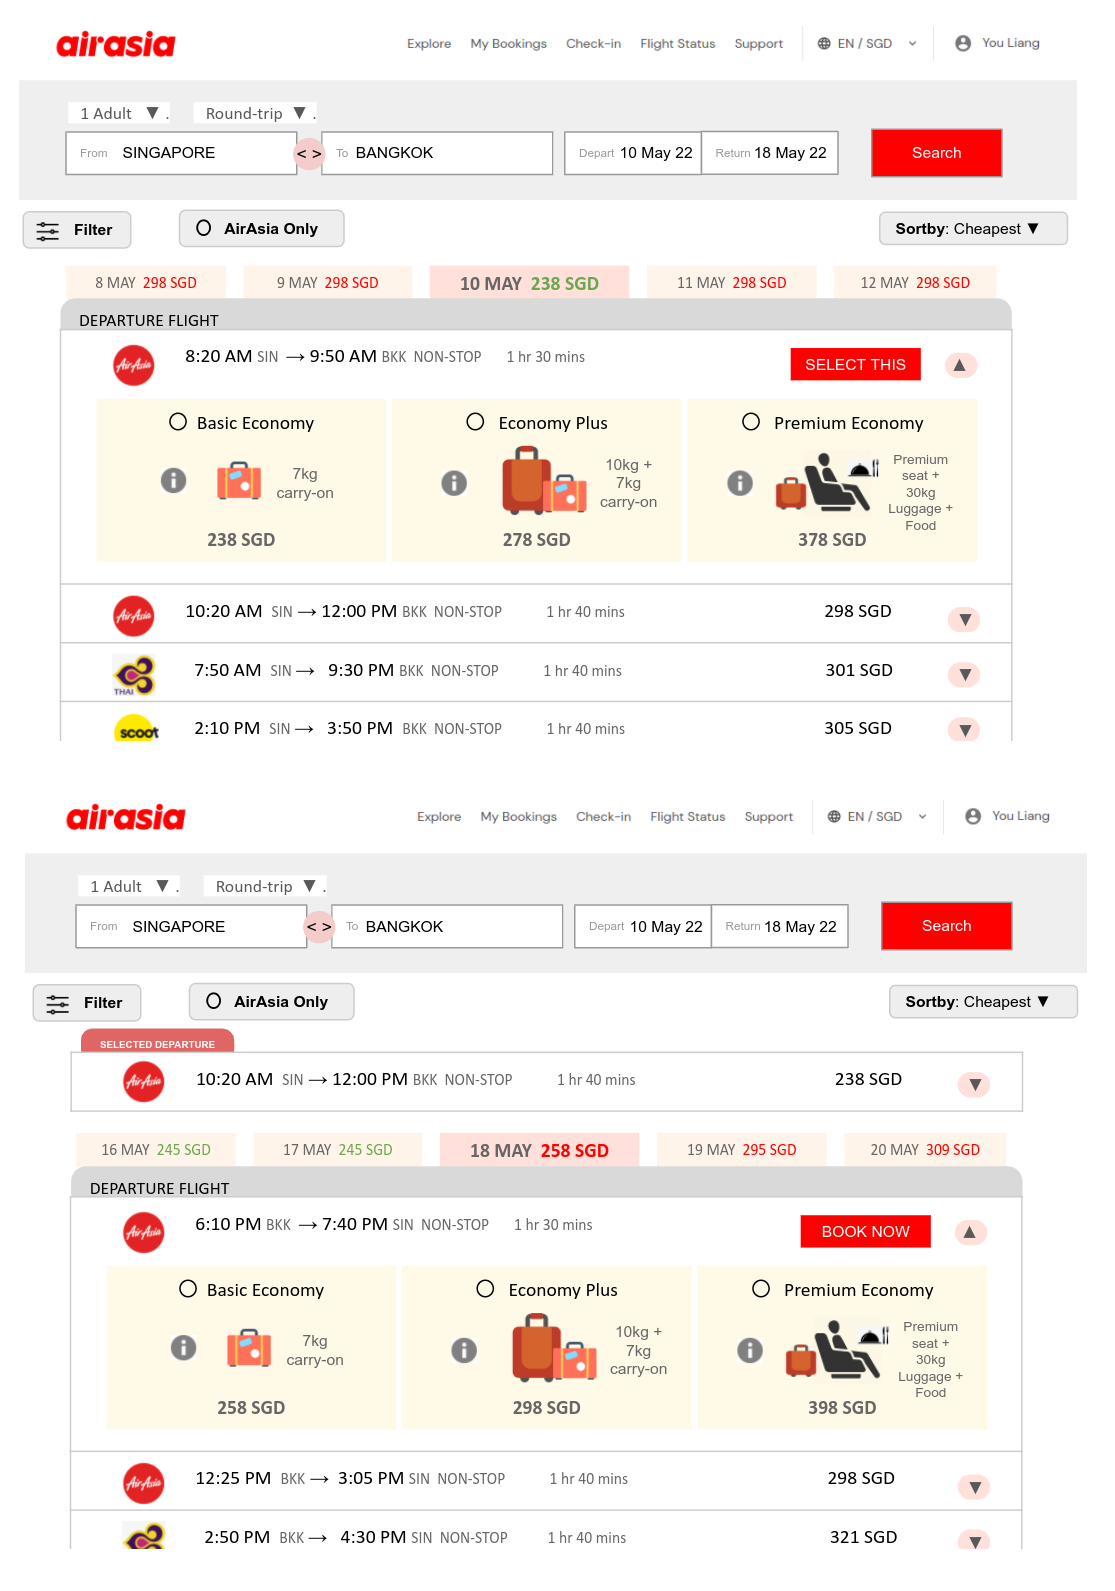 airasia Explore My Bookings Check-in Flight Status Support EN / SGD You Liang
1 Adult ▼ . Round-trip ▼ .
From SINGAPORE < > To BANGKOK Depart 10 May 22 Return 18 May 22 Search
Filter AirAsia Only Sortby: Cheapest ▼
8 MAY 298 SGD 9 MAY 298 SGD 10 MAY 238 SGD 11 MAY 298 SGD 12 MAY 298 SGD
DEPARTURE FLIGHT
AirAsia 8:20 AM SIN → 9:50 AM BKK NON-STOP 1 hr 30 mins SELECT THIS ▲
Basic Economy Economy Plus Premium Economy
7kg carry-on
10kg + 7kg carry-on
Premium seat + 30kg Luggage + Food
238 SGD 278 SGD 378 SGD
AirAsia 10:20 AM SIN → 12:00 PM BKK NON-STOP 1 hr 40 mins 298 SGD ▼
THAI 7:50 AM SIN → 9:30 PM BKK NON-STOP 1 hr 40 mins 301 SGD ▼
scoot 2:10 PM SIN → 3:50 PM BKK NON-STOP 1 hr 40 mins 305 SGD ▼
airasia Explore My Bookings Check-in Flight Status Support EN / SGD You Liang
1 Adult ▼ . Round-trip ▼ .
From SINGAPORE < > To BANGKOK Depart 10 May 22 Return 18 May 22 Search
Filter AirAsia Only Sortby: Cheapest ▼
SELECTED DEPARTURE
AirAsia 10:20 AM SIN → 12:00 PM BKK NON-STOP 1 hr 40 mins 238 SGD ▼
16 MAY 245 SGD 17 MAY 245 SGD 18 MAY 258 SGD 19 MAY 295 SGD 20 MAY 309 SGD
DEPARTURE FLIGHT
AirAsia 6:10 PM BKK → 7:40 PM SIN NON-STOP 1 hr 30 mins BOOK NOW ▲
Basic Economy Economy Plus Premium Economy
7kg carry-on
10kg + 7kg carry-on
Premium seat + 30kg Luggage + Food
258 SGD 298 SGD 398 SGD
AirAsia 12:25 PM BKK → 3:05 PM SIN NON-STOP 1 hr 40 mins 298 SGD ▼
2:50 PM BKK → 4:30 PM SIN NON-STOP 1 hr 40 mins 321 SGD ▼